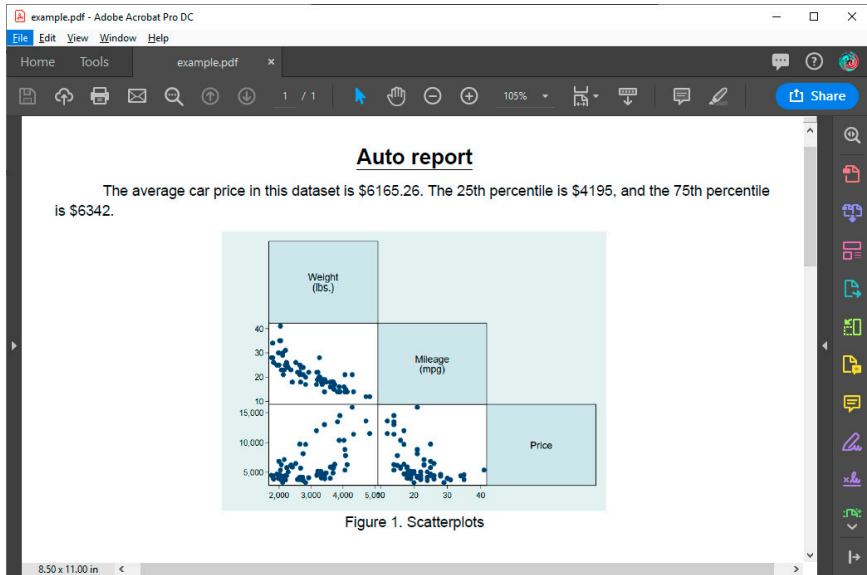 example.pdf - Adobe Acrobat Pro DC
File Edit View Window Help
Home Tools example.pdf ×
1 / 1 105% Share
Auto report
The average car price in this dataset is $6165.26. The 25th percentile is $4195, and the 75th percentile
is $6342.
Weight
(lbs.)
40
30
20
10
Mileage
(mpg)
15,000
10,000
5,000
Price
2,000 3,000 4,000 20 30 40
Figure 1. Scatterplots
8.50 x 11.00 in